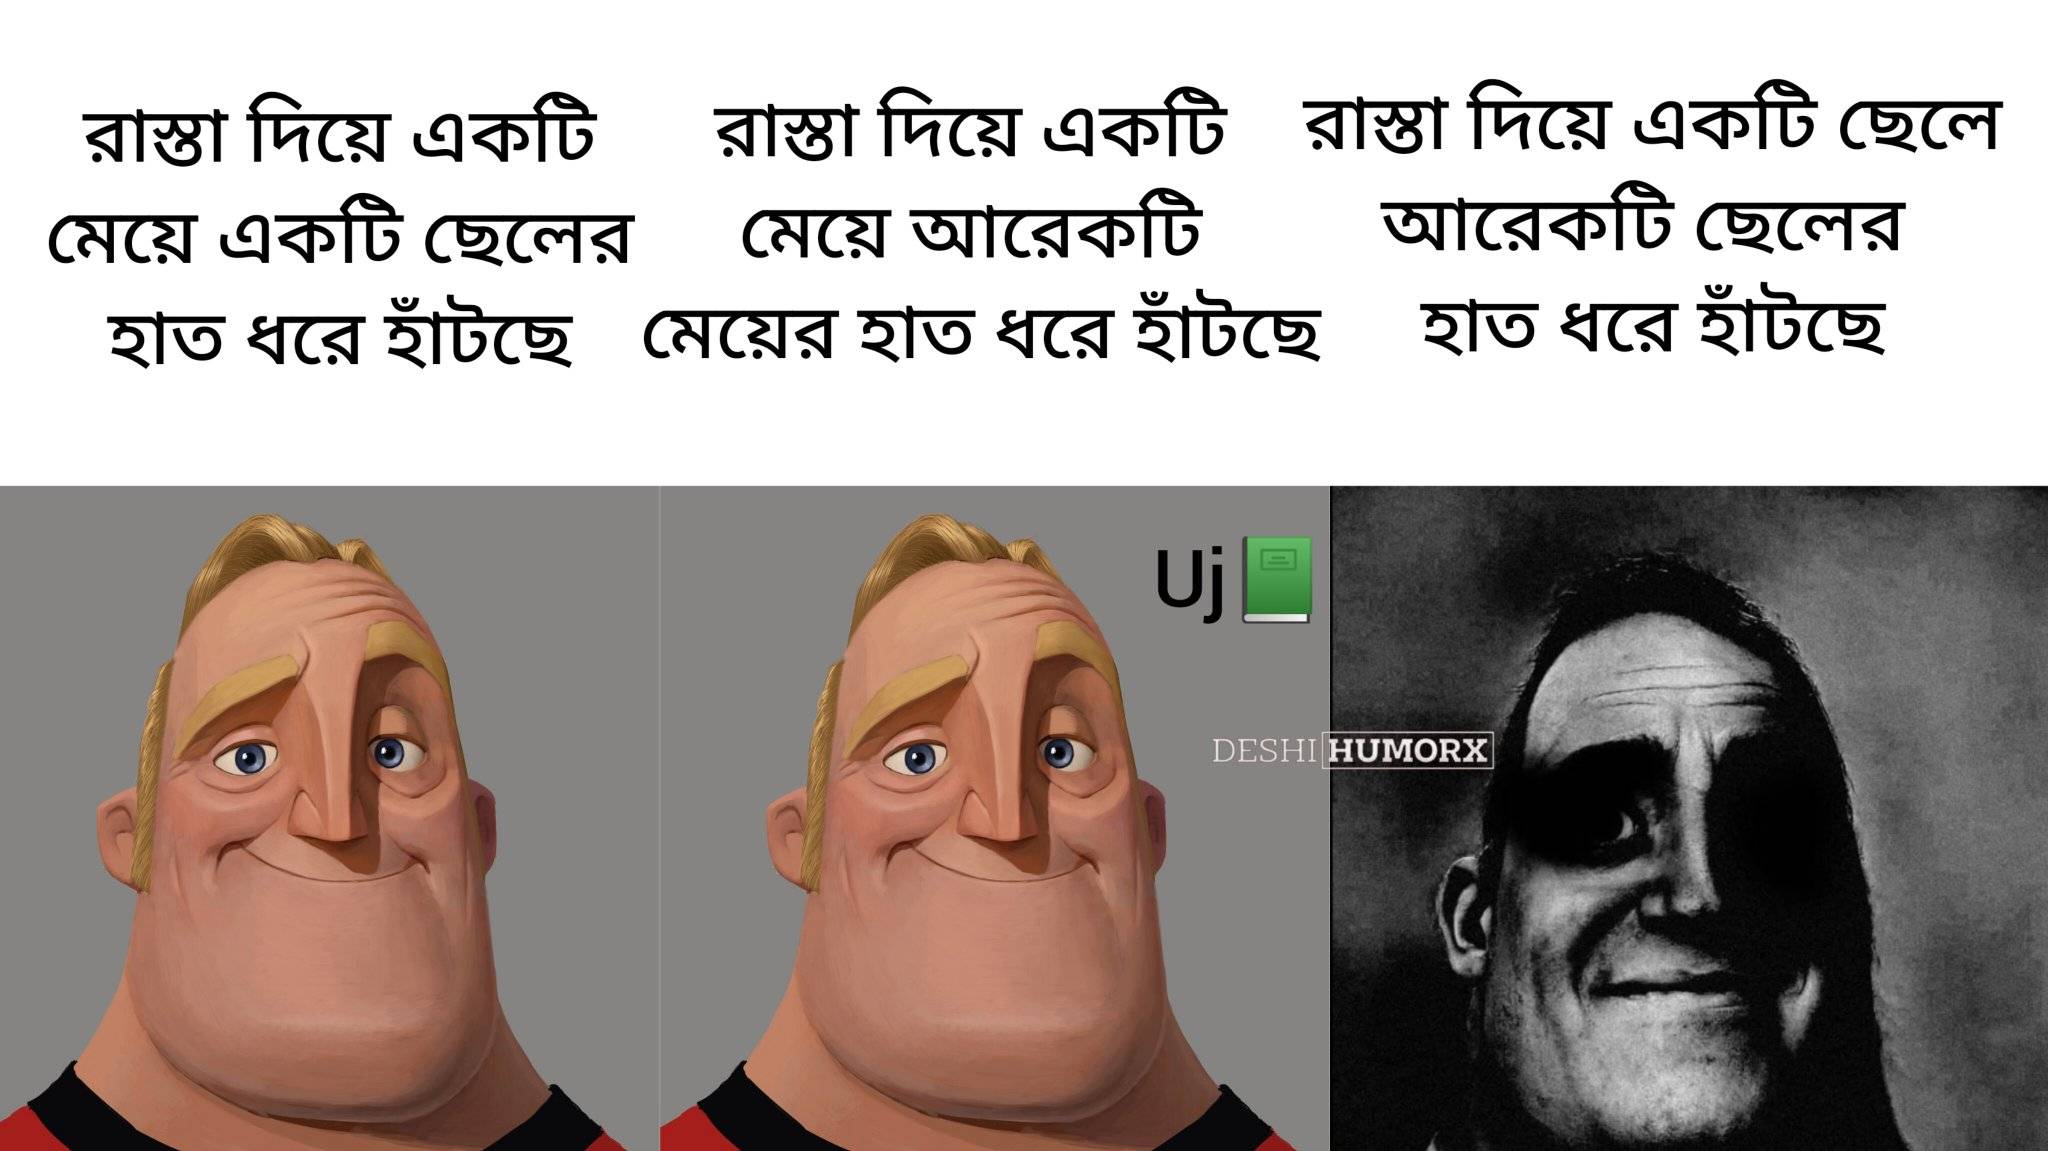 রাস্তা দিয়ে একটি
মেয়ে একটি ছেলের
হাত ধরে হাঁটছে
রাস্তা দিয়ে একটি
মেয়ে আরেকটি
মেয়ের হাত ধরে হাঁটছে
রাস্তা দিয়ে একটি ছেলে
আরেকটি ছেলের
হাত ধরে হাঁটছে
Uj📗
DESHI HUMORX